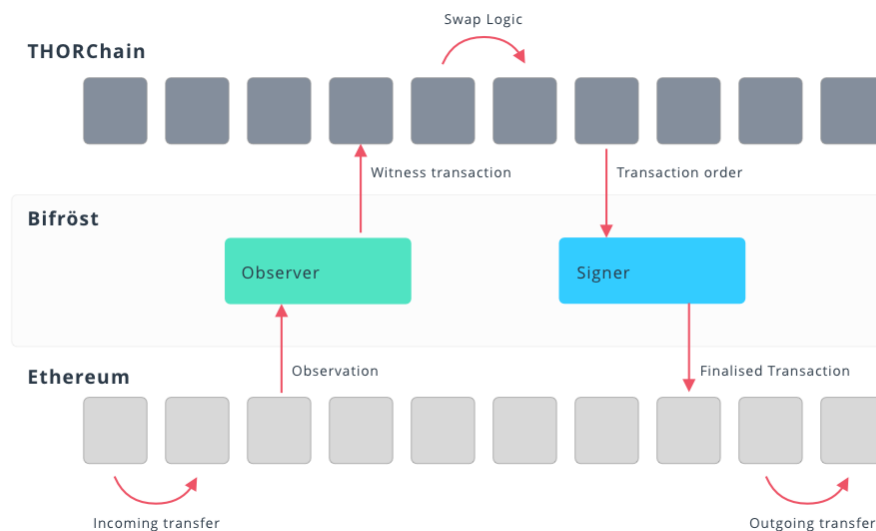 Swap Logic
THORChain
Witness transaction
Transaction order
Bifröst
Observer
Signer
Observation
Finalised Transaction
Ethereum
Incoming transfer
Outgoing transfer